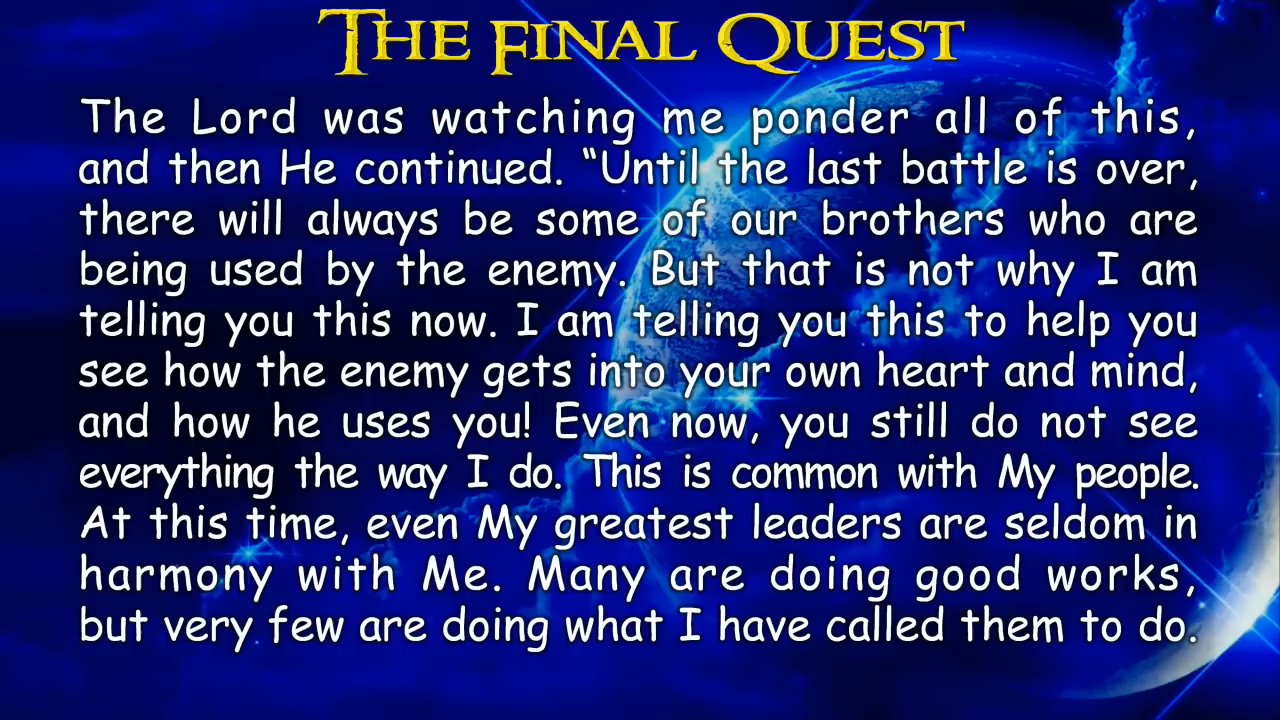 The Final Quest
The Lord was watching me ponder all of this,
and then He continued. “Until the last battle is over,
there will always be some of our brothers who are
being used by the enemy. But that is not why I am
telling you this now. I am telling you this to help you
see how the enemy gets into your own heart and mind,
and how he uses you! Even now, you still do not see
everything the way I do. This is common with My people.
At this time, even My greatest leaders are seldom in
harmony with Me. Many are doing good works,
but very few are doing what I have called them to do.